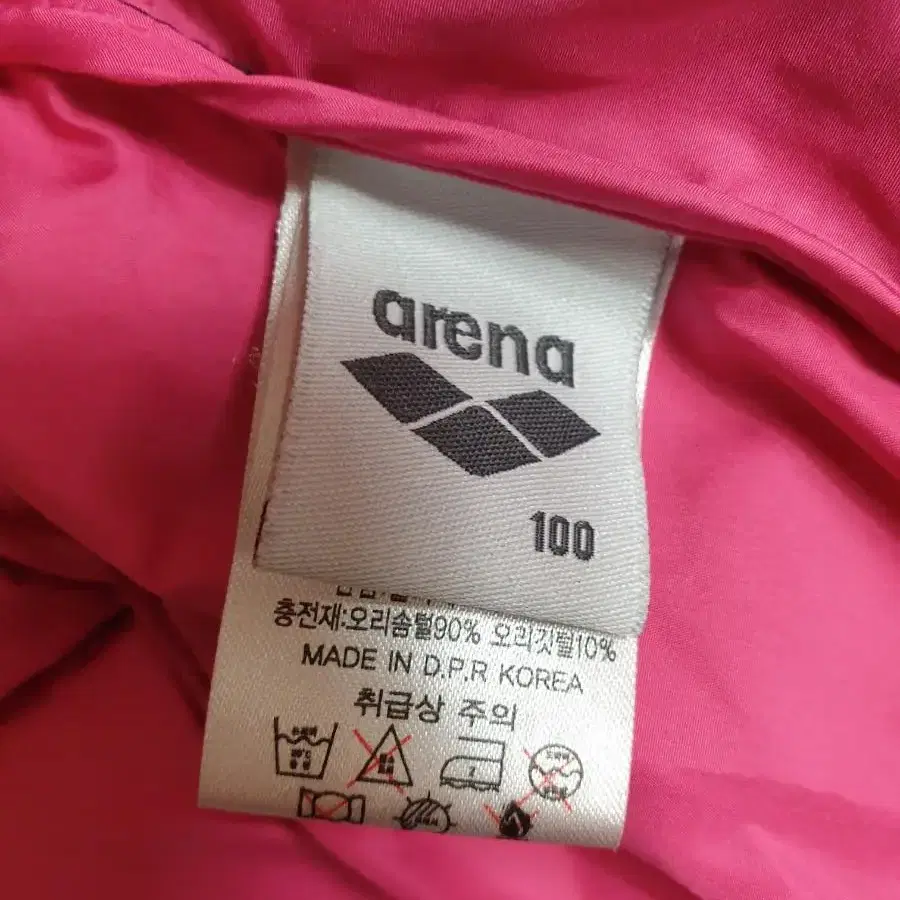 arena
100
충전재:오리솜털90% 오리깃털10%
MADE IN D.P.R KOREA
취급상 주의